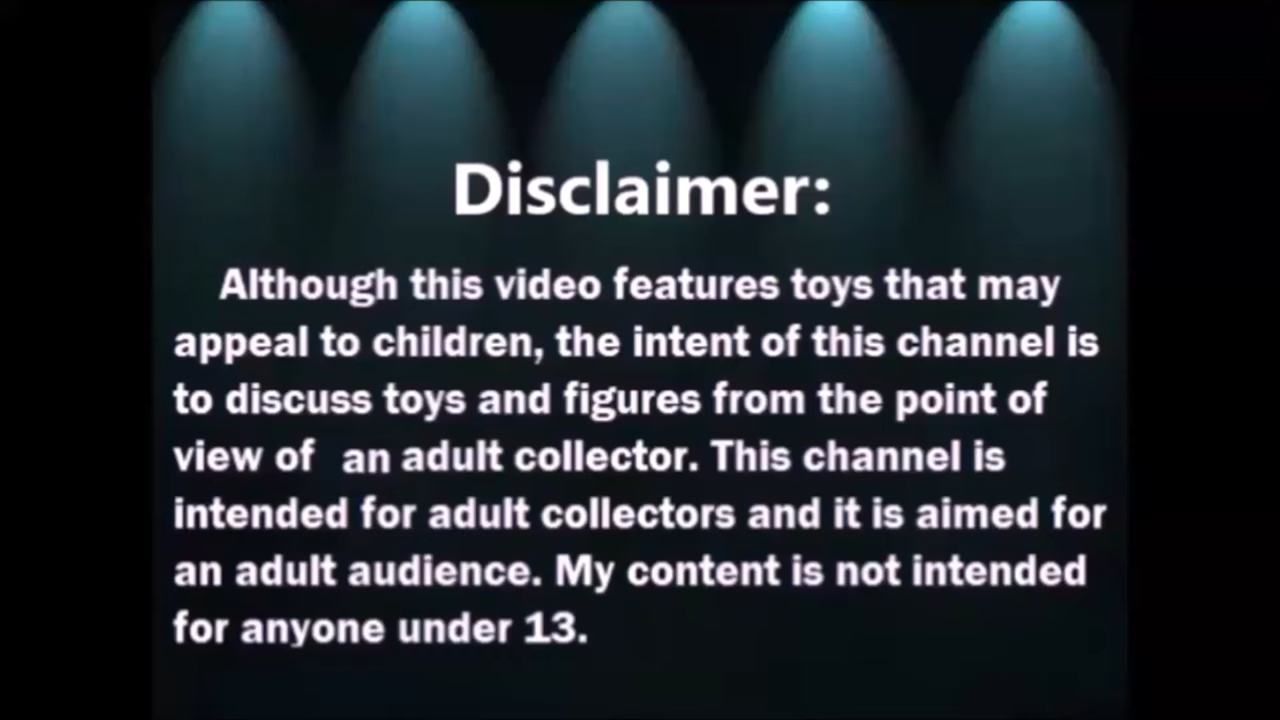 Disclaimer:
Although this video features toys that may
appeal to children, the intent of this channel is
to discuss toys and figures from the point of
view of an adult collector. This channel is
intended for adult collectors and it is aimed for
an adult audience. My content is not intended
for anyone under 13.